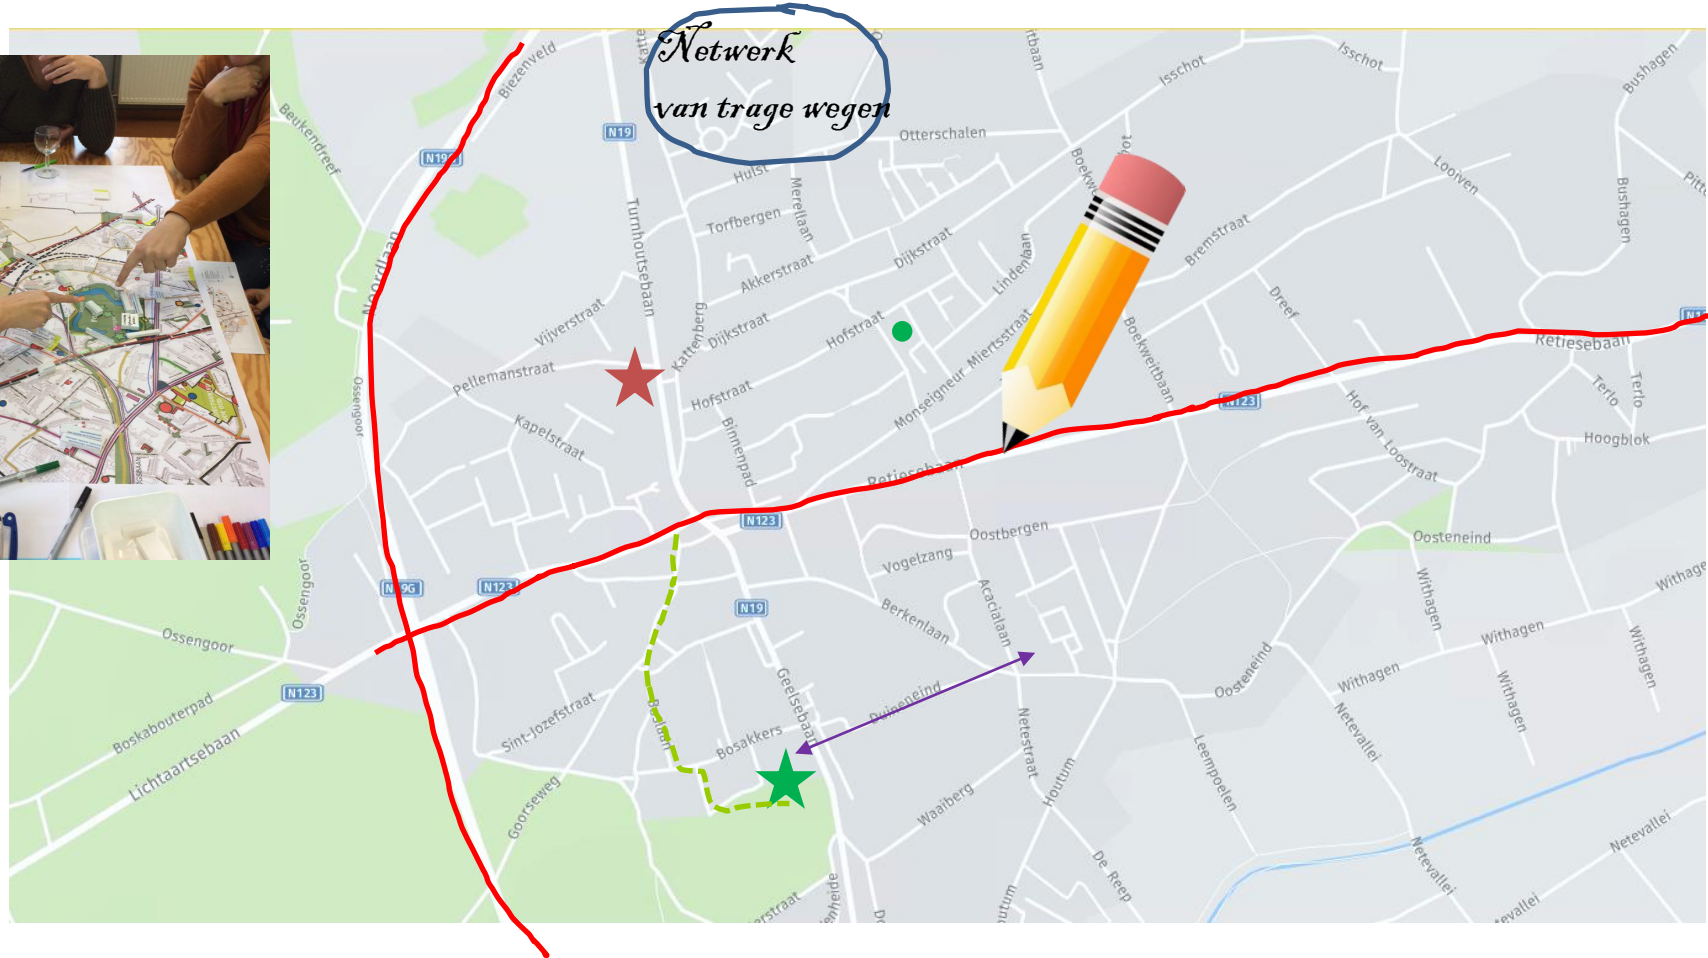 Netwerk
van trage wegen
Biezenveld
Isschot
Isschot
Bushagen
Beukendreef
N19
Otterschalen
N19G
Hulst
Merellaan
Looiven
Bushagen
Turnhoutsebaan
Torfbergen
Dijkstraat
Bremstraat
Noordlaan
Akkerstraat
Lindenlaan
Dreef
Vijverstraat
Kattenberg
Dijkstraat
Hofstraat
Monseigneur Miertsstraat
Boekweitbaan
Retiesebaan
Pellemanstraat
Ossengoor
Hofstraat
N123
Terlo
Terlo
Kapelstraat
Binnenpad
Hof van Loostraat
Hoogblok
Retiesebaan
N123
Oostbergen
Oosteneind
Vogelzang
Ossengoor
N19G
N123
N19
Acacialaan
Berkenlaan
Withagen
Withagen
Withagen
Ossengoor
Withagen
Oosteneind
Withagen
N123
Geelsebaan
Duineneind
Boskabouterpad
Sint-Jozefstraat
Boslaan
Bosakkers
Netestraat
Netevallei
Lichtaartsebaan
Leempoelen
Houtum
Goorseweg
Waaiberg
Netevallei
Netevallei
De Reep